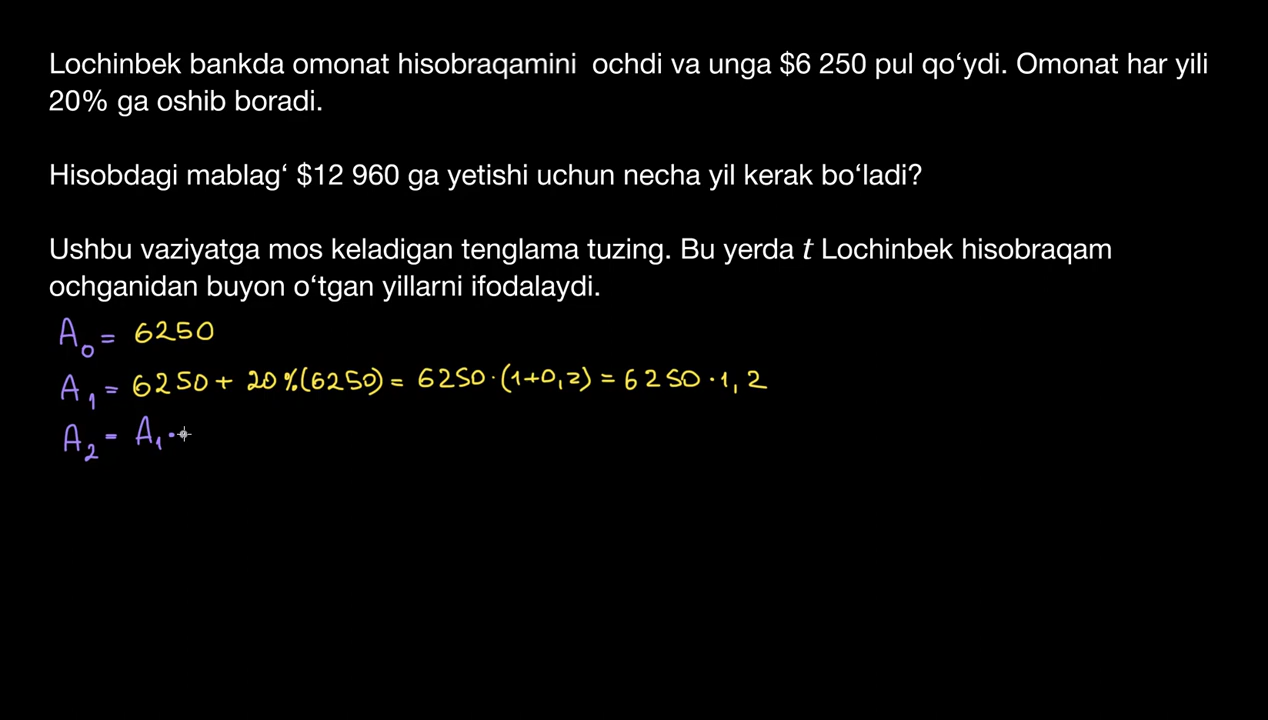 Lochinbek bankda omonat hisobraqamini ochdi va unga $6 250 pul qo‘ydi. Omonat har yili
20% ga oshib boradi.
Hisobdagi mablag‘ $12 960 ga yetishi uchun necha yil kerak bo‘ladi?
Ushbu vaziyatga mos keladigan tenglama tuzing. Bu yerda t Lochinbek hisobraqam
ochganidan buyon o‘tgan yillarni ifodalaydi.
A₀ = 6250
A₁ = 6250 + 20%(6250) = 6250·(1+0,2) = 6250·1,2
A₂ = A₁·